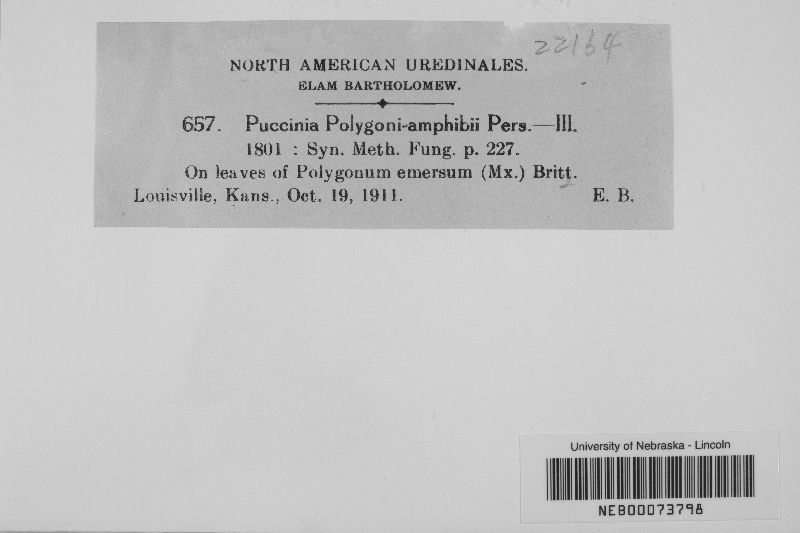 22164
NORTH AMERICAN UREDINALES.
ELAM BARTHOLOMEW.
657. Puccinia Polygoni-amphibii Pers.—III.
1801 : Syn. Meth. Fung. p. 227.
On leaves of Polygonum emersum (Mx.) Britt.
Louisville, Kans., Oct. 19, 1911. E. B.
University of Nebraska - Lincoln
NEB00073798